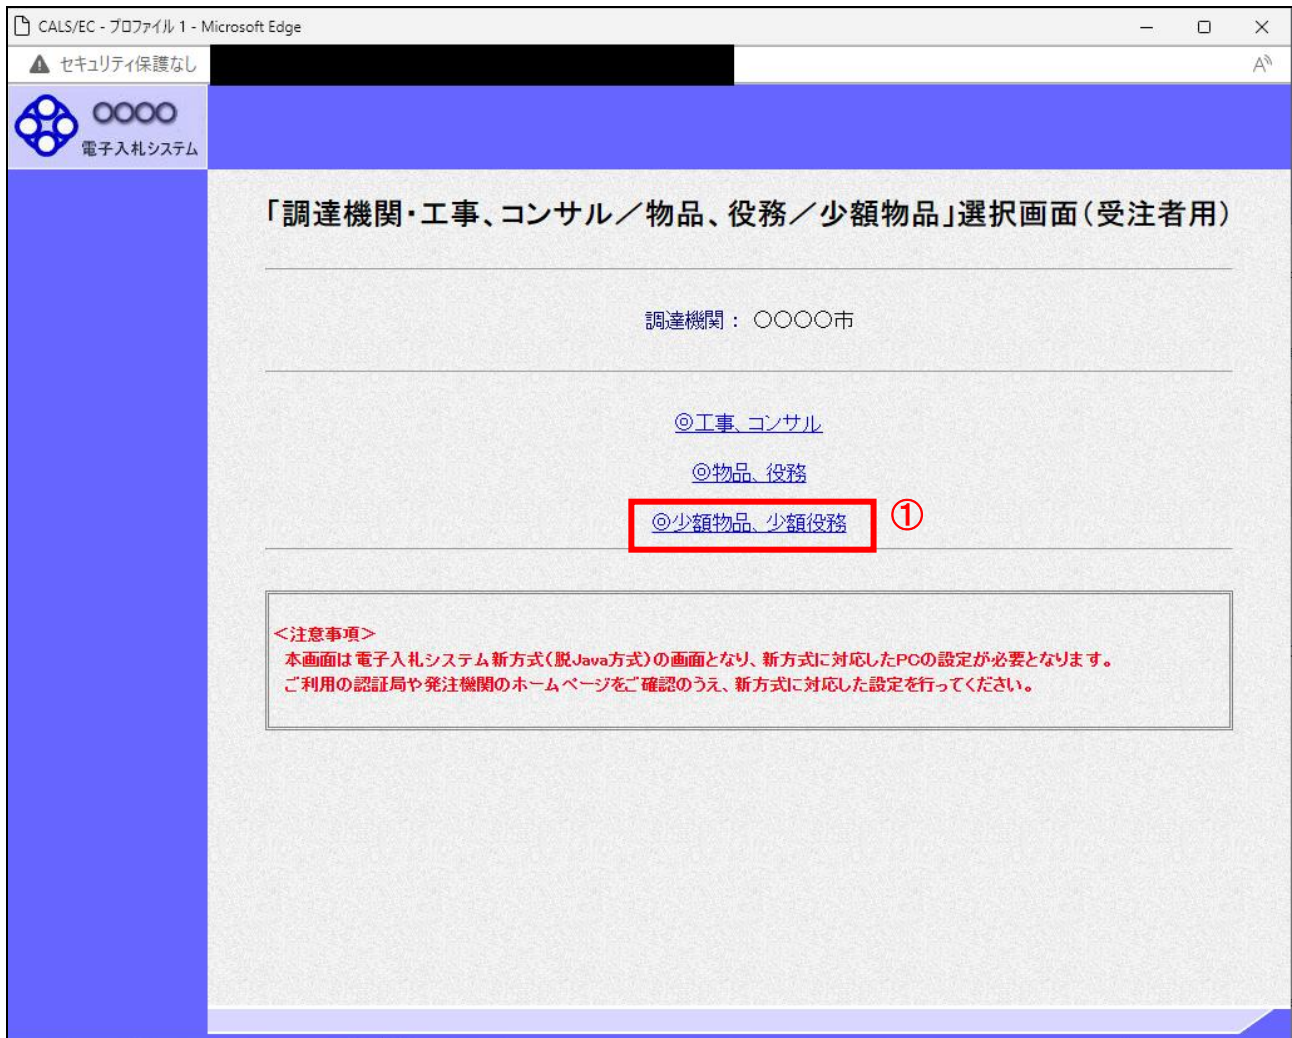 CALS/EC - プロファイル 1 - Microsoft Edge
セキュリティ保護なし
○○○○
電子入札システム
「調達機関・工事、コンサル／物品、役務／少額物品」選択画面（受注者用）
調達機関： ○○○○市
◎工事、コンサル
◎物品、役務
◎少額物品、少額役務
①
＜注意事項＞
本画面は電子入札システム新方式（脱Java方式）の画面となり、新方式に対応したPCの設定が必要となります。
ご利用の認証局や発注機関のホームページをご確認のうえ、新方式に対応した設定を行ってください。